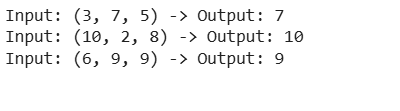 Input: (3, 7, 5) -> Output: 7
Input: (10, 2, 8) -> Output: 10
Input: (6, 9, 9) -> Output: 9